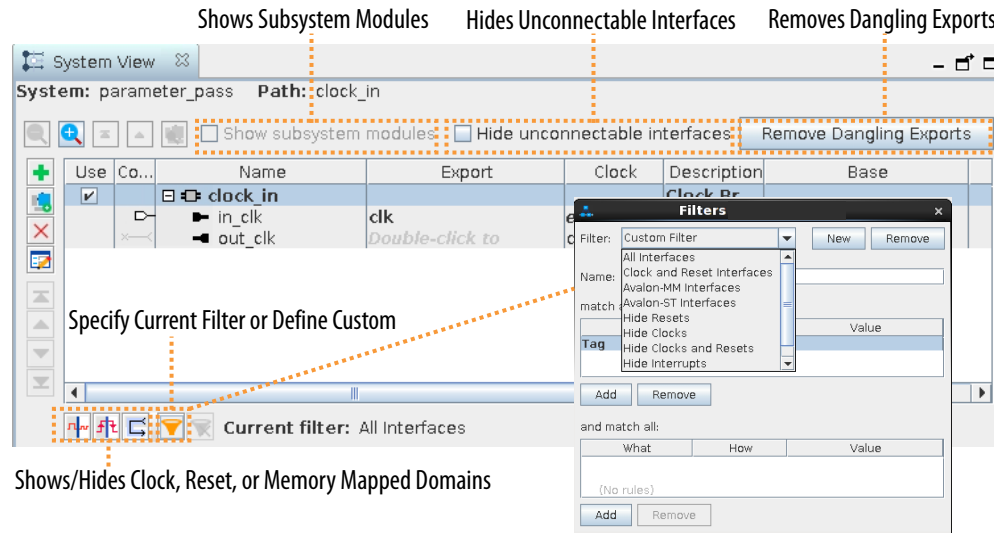 Shows Subsystem Modules
Hides Unconnectable Interfaces
Removes Dangling Exports
System View
System: parameter_pass Path: clock_in
Show subsystem modules
Hide unconnectable interfaces
Remove Dangling Exports
Use Co... Name Export Clock Description Base
clock_in
in_clk clk
out_clk Double-click to
Filters
Filter: Custom Filter New Remove
All Interfaces
Clock and Reset Interfaces
Avalon-MM Interfaces
Avalon-ST Interfaces
Hide Resets
Hide Clocks
Hide Clocks and Resets
Hide Interrupts
Name:
match
Value
Tag
Add Remove
and match all:
What How Value
(No rules)
Add Remove
Specify Current Filter or Define Custom
Current filter: All Interfaces
Shows/Hides Clock, Reset, or Memory Mapped Domains